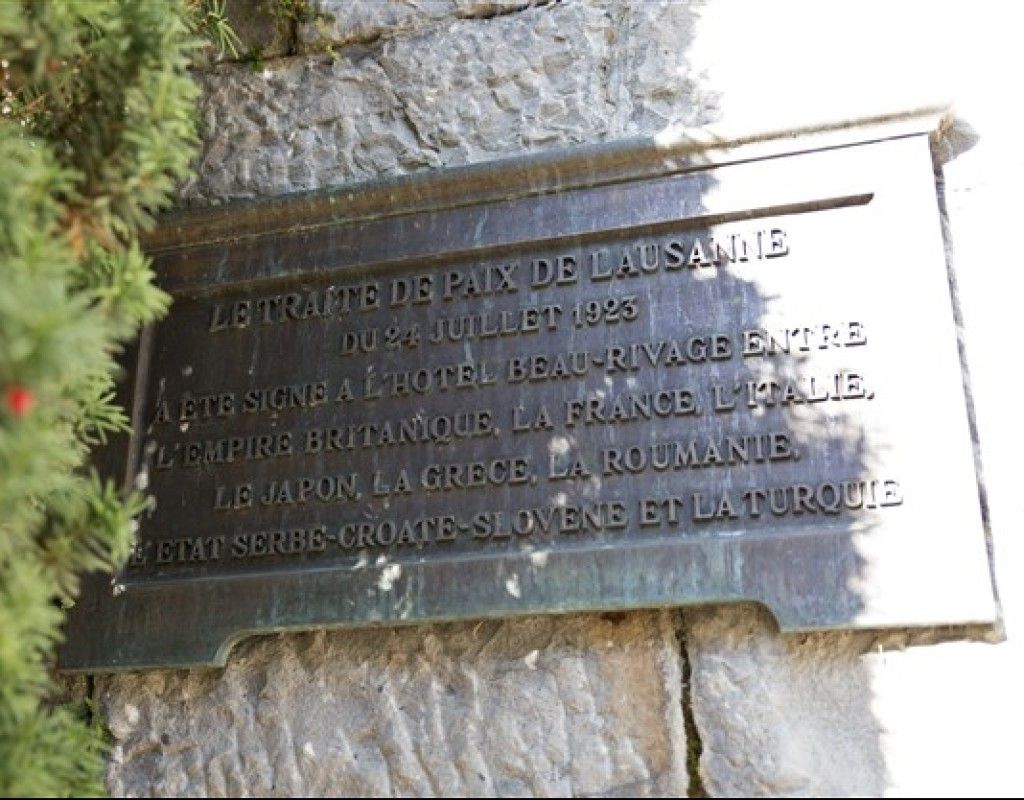 LE TRAITE DE PAIX DE LAUSANNE
DU 24 JUILLET 1923
À ÉTÉ SIGNE A L'HOTEL BEAU-RIVAGE ENTRE
L'EMPIRE BRITANIQUE, LA FRANCE, L'ITALIE,
LE JAPON, LA GRECE, LA ROUMANIE,
L'ETAT SERBE-CROATE-SLOVENE ET LA TURQUIE